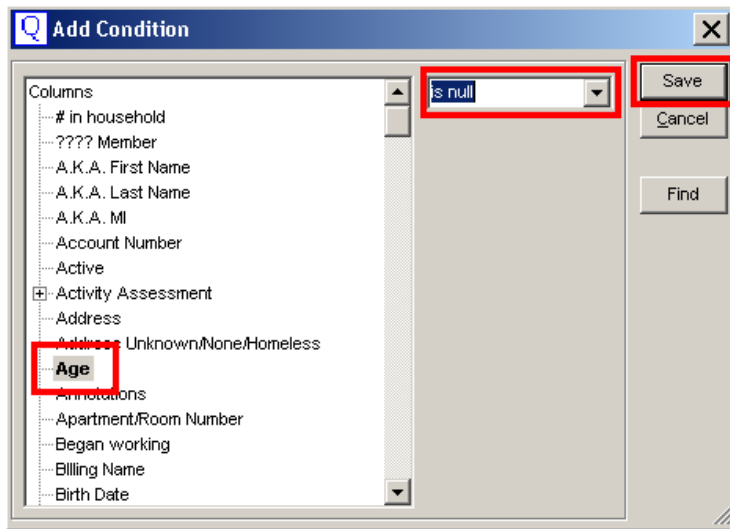 Q Add Condition
Columns
# in household
???? Member
A.K.A. First Name
A.K.A. Last Name
A.K.A. MI
Account Number
Active
Activity Assessment
Address
Address Unknown/None/Homeless
Age
Annotations
Apartment/Room Number
Began working
Billing Name
Birth Date
is null
Save
Cancel
Find